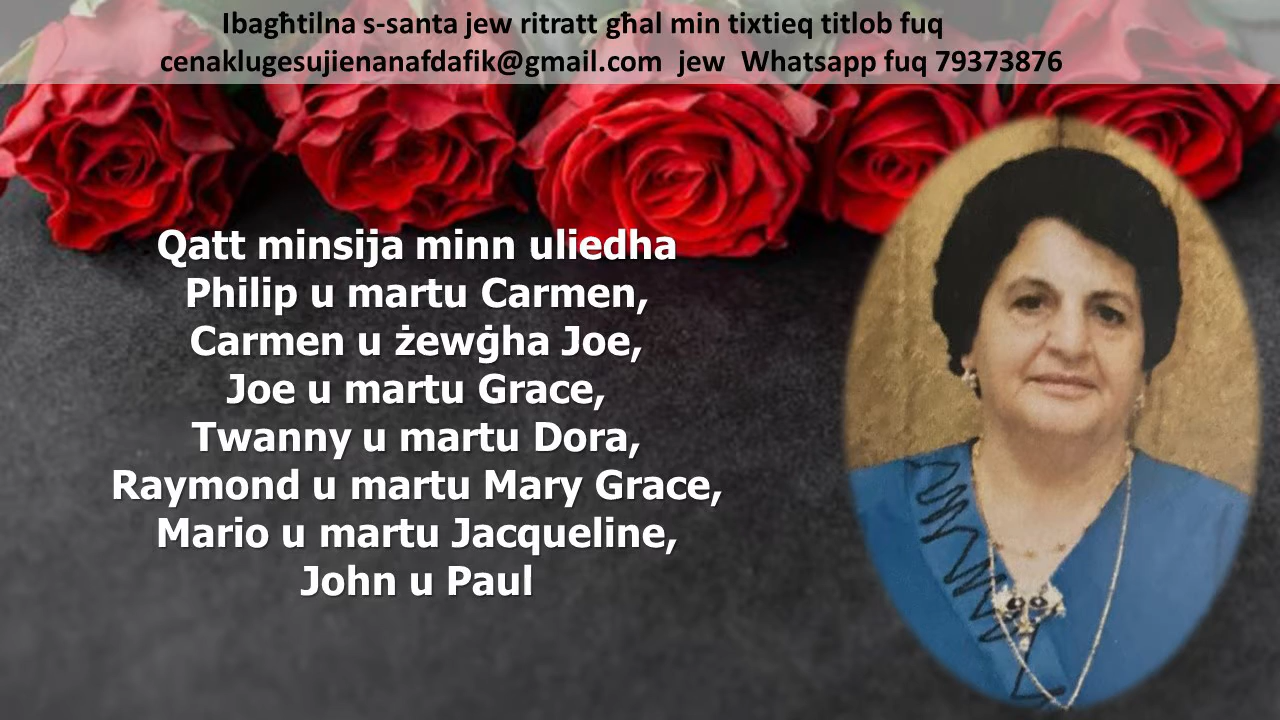 Ibagħtilna s-santa jew ritratt għal min tixtieq titlob fuq
cenaklugesujienanafdafik@gmail.com jew Whatsapp fuq 79373876
Qatt minsija minn uliedha
Philip u martu Carmen,
Carmen u żewġha Joe,
Joe u martu Grace,
Twanny u martu Dora,
Raymond u martu Mary Grace,
Mario u martu Jacqueline,
John u Paul